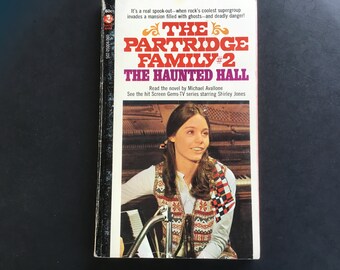 It's a real spook-out—when rock's coolest supergroup
invades a mansion filled with ghosts—and deadly danger!
THE
PARTRIDGE
FAMILY #2
THE HAUNTED HALL
Read the novel by Michael Avallone
See the hit Screen Gems-TV series starring Shirley Jones